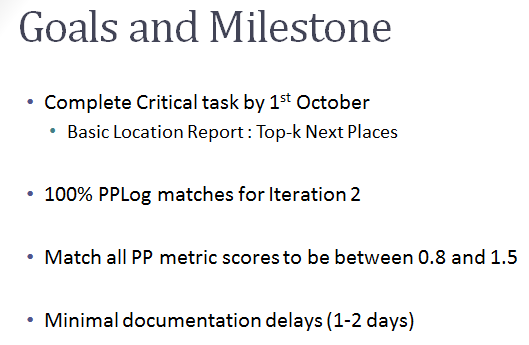 Goals and Milestone
• Complete Critical task by 1st October
• Basic Location Report : Top-k Next Places
• 100% PPLog matches for Iteration 2
• Match all PP metric scores to be between 0.8 and 1.5
• Minimal documentation delays (1-2 days)